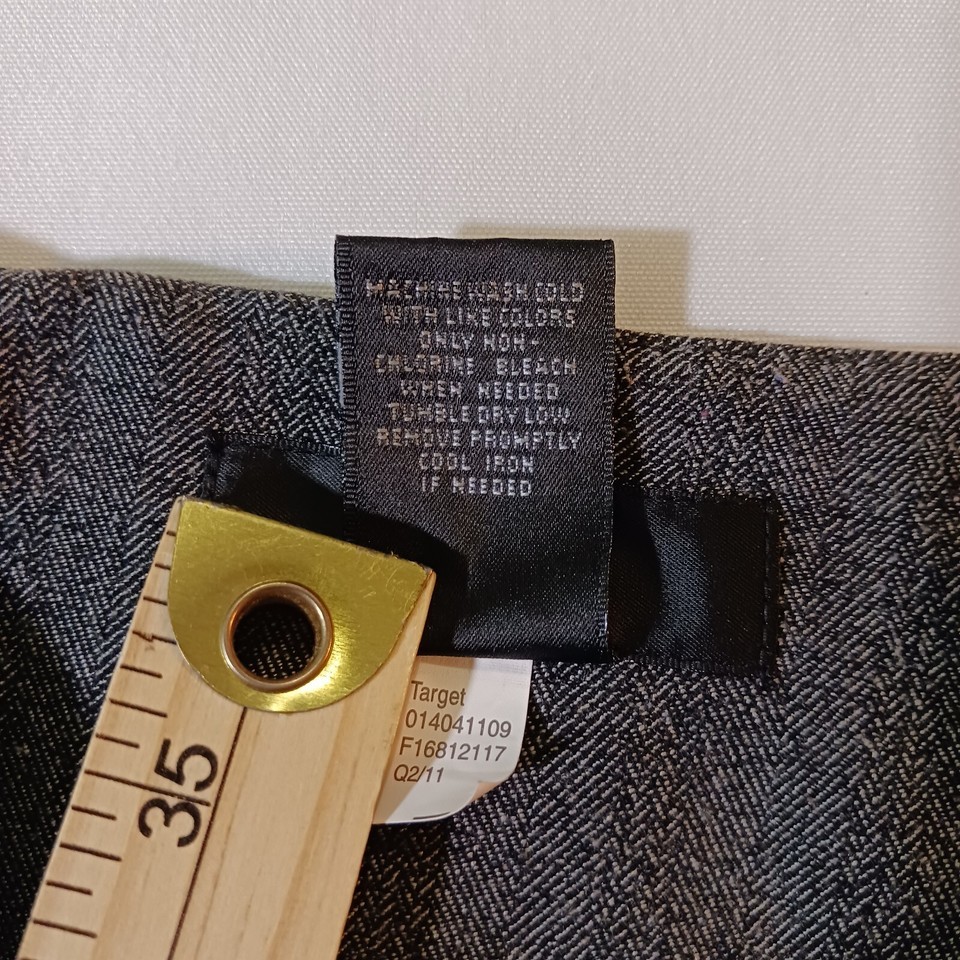 MACHINE WASH COLD
WITH LIKE COLORS
ONLY NON-
CHLORINE BLEACH
WHEN NEEDED
TUMBLE DRY LOW
REMOVE PROMPTLY
COOL IRON
IF NEEDED
Target
014041109
F16812117
Q2/11
35